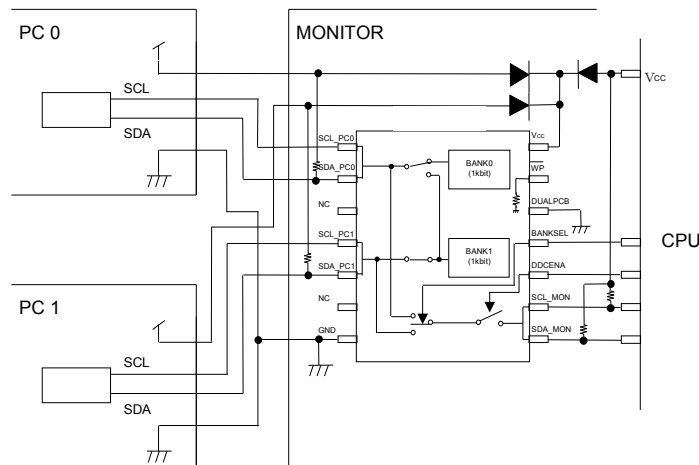 PC 0
MONITOR
SCL
SDA
VCC
SCL_PC0
VCC
BANK0
(1kbit)
SDA_PC0
WP
NC
DUALPCB
SCL_PC1
BANK1
(1kbit)
BANKSEL
CPU
SDA_PC1
DDCENA
PC 1
NC
SCL_MON
GND
SDA_MON
SCL
SDA